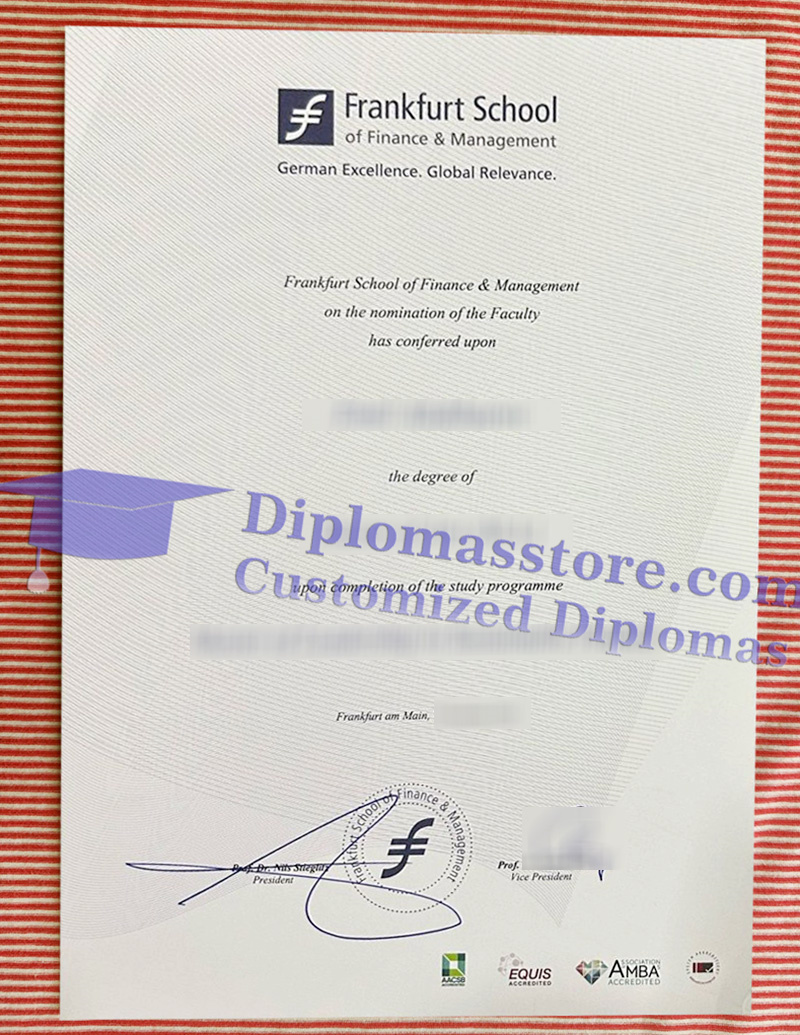 Frankfurt School
of Finance & Management
German Excellence. Global Relevance.
Frankfurt School of Finance & Management
on the nomination of the Faculty
has conferred upon
the degree of
Diplomasstore.com
upon completion of the study programme
Customized Diplomas
Frankfurt am Main,
Frankfurt School of Finance & Management
Prof. Dr. Nils Stieglitz
President
Prof.
Vice President
AACSB
ACCREDITED
EQUIS
ACCREDITED
ASSOCIATION
AMBA
ACCREDITED